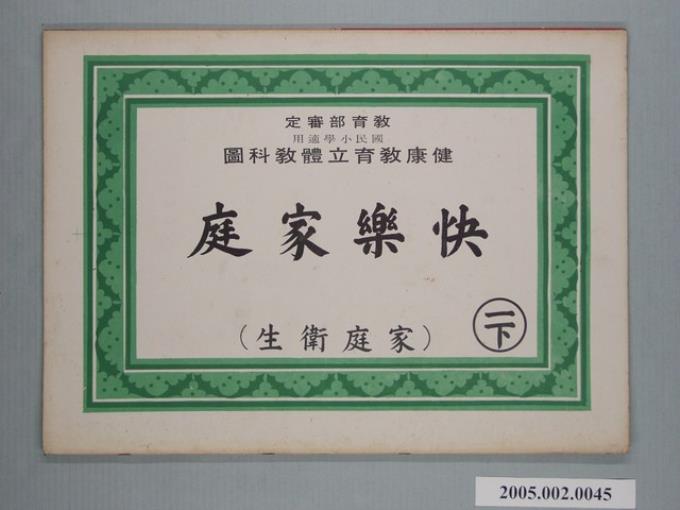 教育部審定
國民小學適用
健康教育立體教科圖
快樂家庭
(家庭衛生)
一下
2005.002.0045